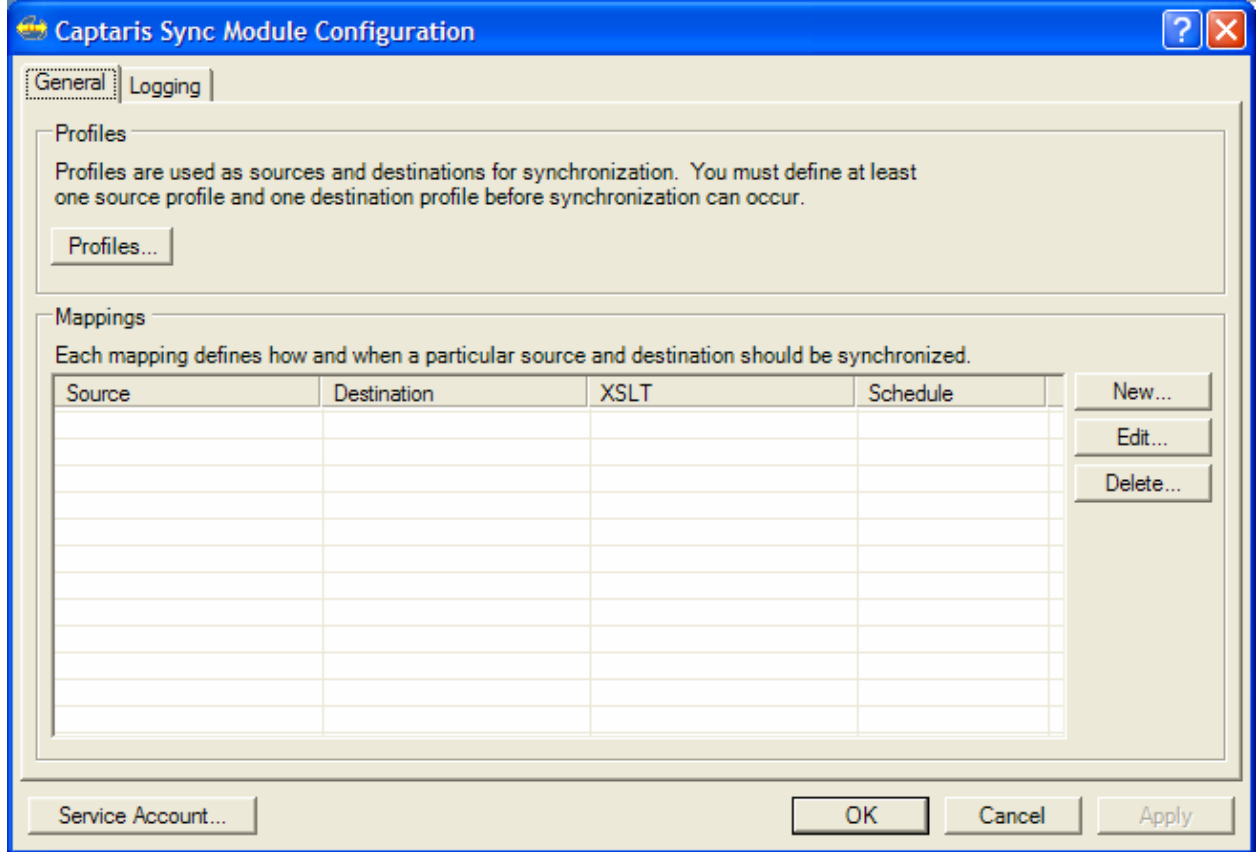 Captaris Sync Module Configuration
General Logging
Profiles
Profiles are used as sources and destinations for synchronization. You must define at least
one source profile and one destination profile before synchronization can occur.
Profiles...
Mappings
Each mapping defines how and when a particular source and destination should be synchronized.
Source Destination XSLT Schedule
New...
Edit...
Delete...
Service Account... OK Cancel Apply